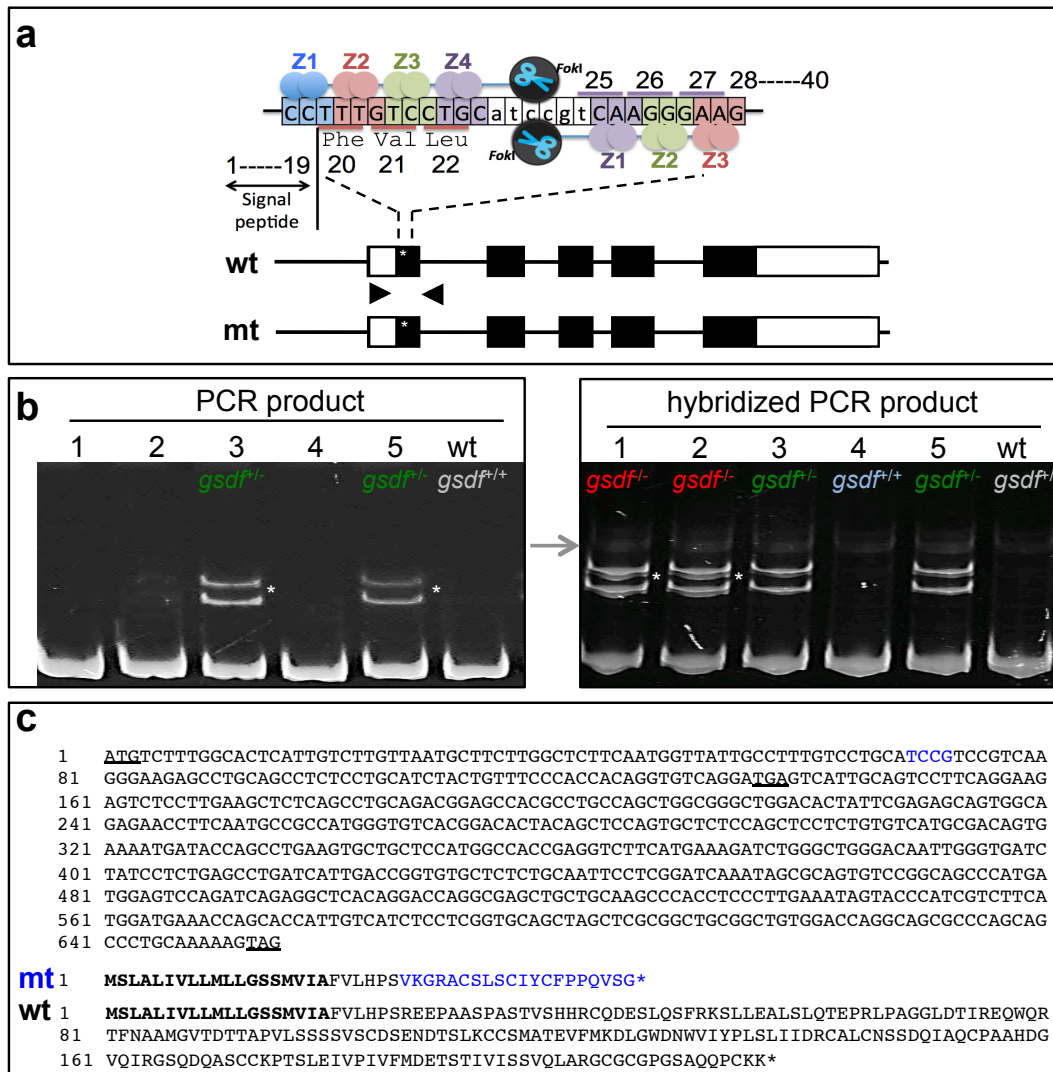 a
Z1 Z2 Z3 Z4 FokI 25 26 27 28-----40
CCTTTGTCCTGCatccgtCAAGGGAAG
Phe Val Leu FokI Z1 Z2 Z3
1-----19 20 21 22
Signal
peptide
wt
*
mt
*
b
PCR product
1 2 3 4 5 wt
gsdf+/- gsdf+/- gsdf+/+
* *
hybridized PCR product
1 2 3 4 5 wt
gsdf-/- gsdf-/- gsdf+/- gsdf+/+ gsdf+/- gsdf+/
* *
c
1 ATGTCTTTGGCACTCATTGTCTTGTTAATGCTTCTTGGCTCTTCAATGGTTATTGCCTTTGTCCTGCATCCGTCCGTCAA
81 GGGAAGAGCCTGCAGCCTCTCCTGCATCTACTGTTTCCCACCACAGGTGTCAGGATGAGTCATTGCAGTCCTTCAGGAAG
161 AGTCTCCTTGAAGCTCTCAGCCTGCAGACGGAGCCACGCCTGCCAGCTGGCGGGCTGGACACTATTCGAGAGCAGTGGCA
241 GAGAACCTTCAATGCCGCCATGGGTGTCACGGACACTACAGCTCCAGTGCTCTCCAGCTCCTCTGTGTCATGCGACAGTG
321 AAAATGATACCAGCCTGAAGTGCTGCTCCATGGCCACCGAGGTCTTCATGAAAGATCTGGGCTGGGACAATTGGGTGATC
401 TATCCTCTGAGCCTGATCATTGACCGGTGTGCTCTCTGCAATTCCTCGGATCAAATAGCGCAGTGTCCGGCAGCCCATGA
481 TGGAGTCCAGATCAGAGGCTCACAGGACCAGGCGAGCTGCTGCAAGCCCACCTCCCTTGAAATAGTACCCATCGTCTTCA
561 TGGATGAAACCAGCACCATTGTCATCTCCTCGGTGCAGCTAGCTCGCGGCTGCGGCTGTGGACCAGGCAGCGCCCAGCAG
641 CCCTGCAAAAAGTAG
mt 1 MSLALIVLLMLLGSSMVIAFVLHPSVKGRACSLSCIYCFPPQVSG*
wt 1 MSLALIVLLMLLGSSMVIAFVLHPSREEPAASPASTVSHHRCQDESLQSFRKSLLEALSLQTEPRLPAGGLDTIREQWQR
81 TFNAAMGVTDTTAPVLSSSSVSCDSENDTSLKCCSMATEVFMKDLGWDNWVIYPLSLIIDRCALCNSSDQIAQCPAAHDG
161 VQIRGSQDQASCCKPTSLEIVPIVFMDETSTIVISSVQLARGCGCGPGSAQQPCKK*